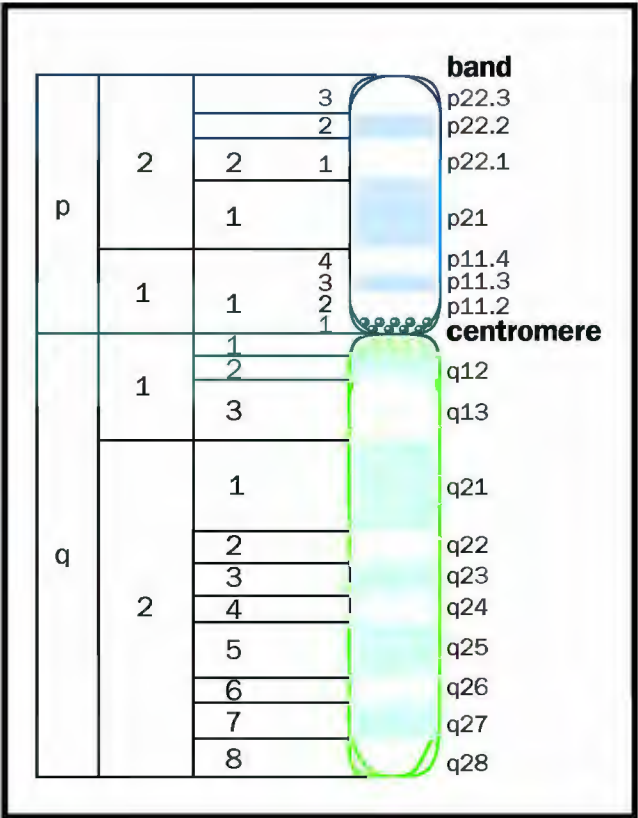 band
3 p22.3
2 p22.2
2 2 1 p22.1
p 1 p21
4 p11.4
1 3 p11.3
1 2 p11.2
1 centromere
1
2 q12
1
3 q13
1 q21
2 q22
q 3 q23
2 4 q24
5 q25
6 q26
7 q27
8 q28